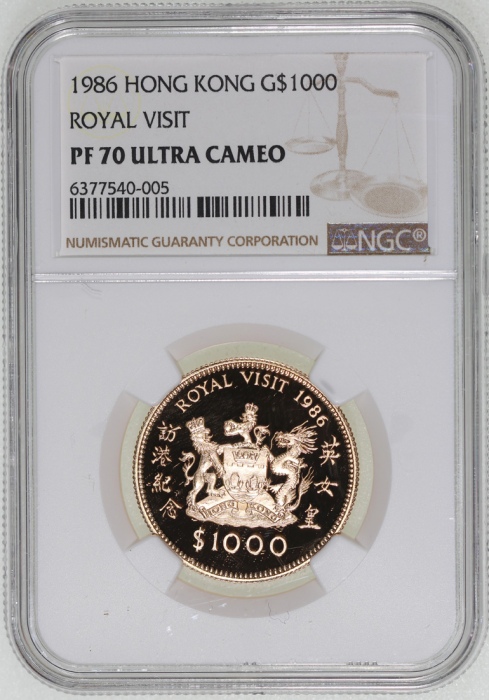 1986 HONG KONG G$1000
ROYAL VISIT
PF 70 ULTRA CAMEO
6377540-005
NUMISMATIC GUARANTY CORPORATION
NGC®
ROYAL VISIT 1986
英女皇
訪港紀念
HONG KONG
$1000